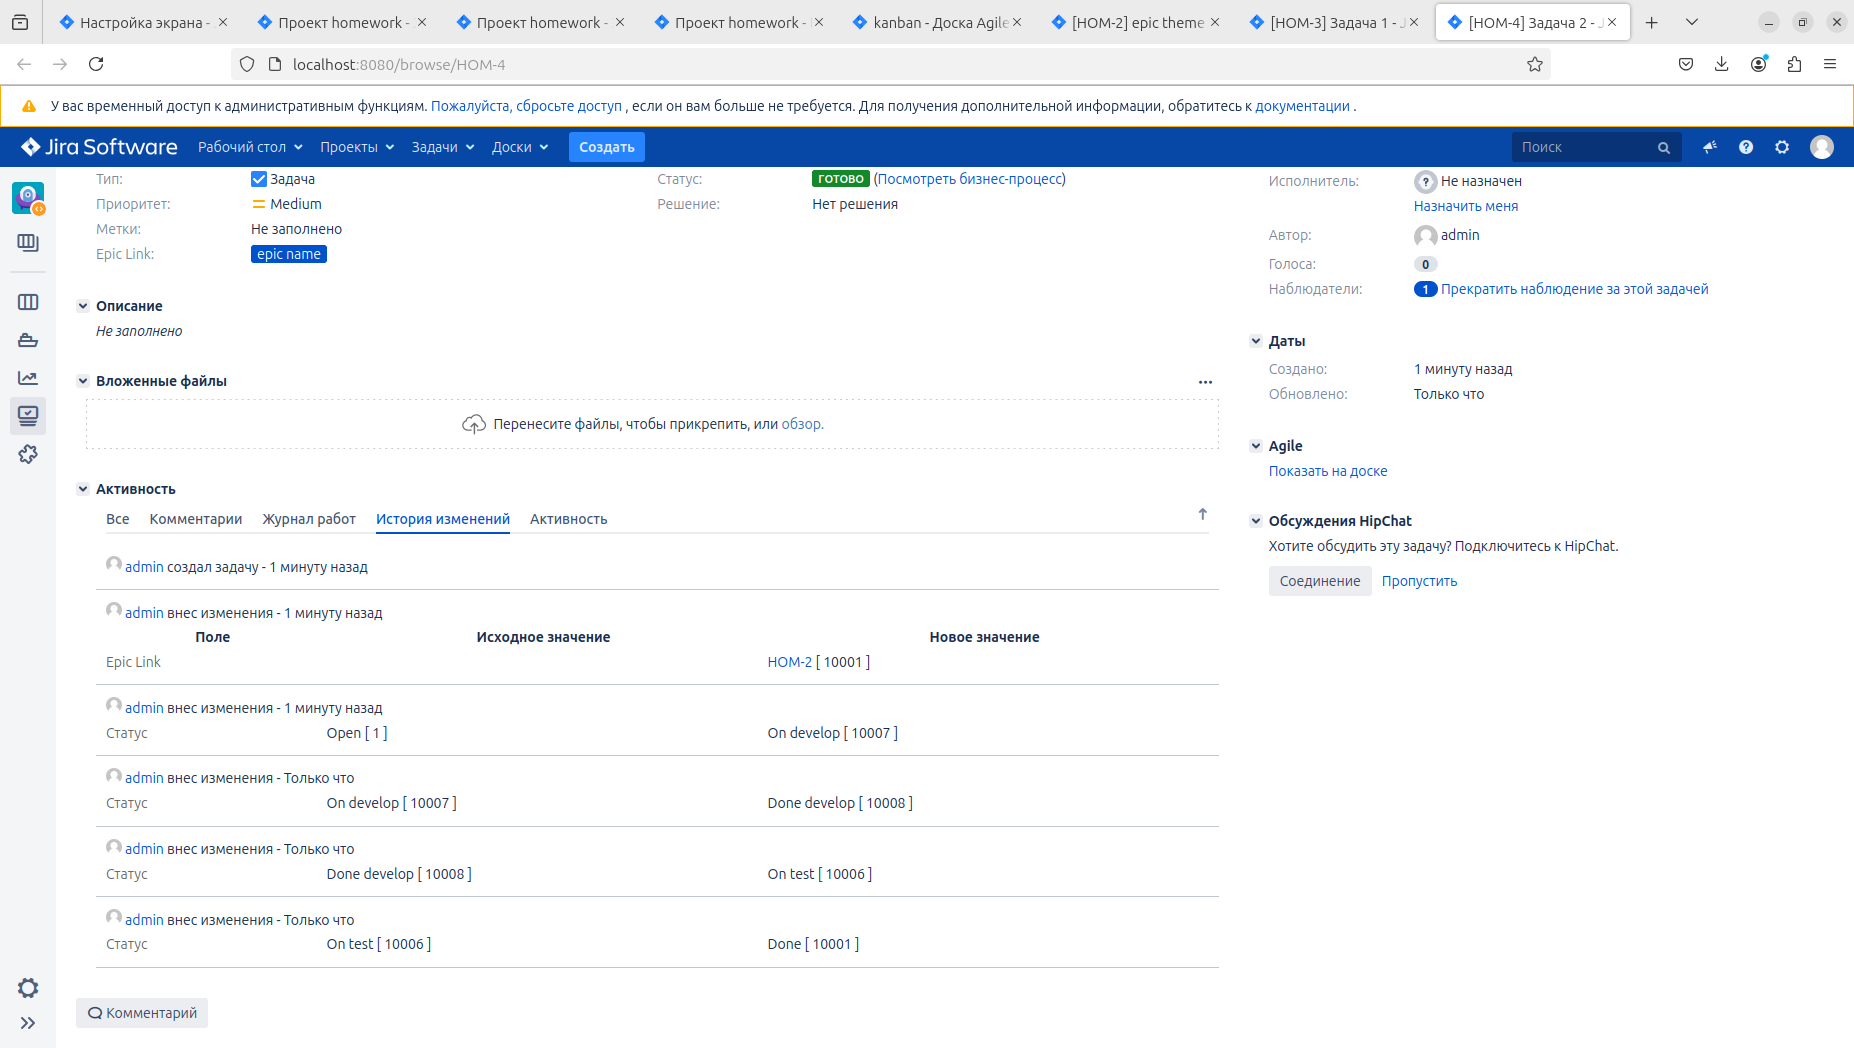 Настройка экрана -
Проект homework -
Проект homework -
Проект homework -
kanban - Доска Agile
[HOM-2] epic theme
[HOM-3] Задача 1 - J
[HOM-4] Задача 2 - J
localhost:8080/browse/HOM-4
У вас временный доступ к административным функциям. Пожалуйста, сбросьте доступ , если он вам больше не требуется. Для получения дополнительной информации, обратитесь к документации .
Jira Software
Рабочий стол
Проекты
Задачи
Доски
Создать
Поиск
Тип:
Задача
Приоритет:
Medium
Метки:
Не заполнено
Epic Link:
epic name
Статус:
ГОТОВО (Посмотреть бизнес-процесс)
Решение:
Нет решения
Описание
Не заполнено
Вложенные файлы
Перенесите файлы, чтобы прикрепить, или обзор.
Активность
Все
Комментарии
Журнал работ
История изменений
Активность
admin создал задачу - 1 минуту назад
admin внес изменения - 1 минуту назад
Поле Исходное значение Новое значение
Epic Link HOM-2 [ 10001 ]
admin внес изменения - 1 минуту назад
Статус Open [ 1 ] On develop [ 10007 ]
admin внес изменения - Только что
Статус On develop [ 10007 ] Done develop [ 10008 ]
admin внес изменения - Только что
Статус Done develop [ 10008 ] On test [ 10006 ]
admin внес изменения - Только что
Статус On test [ 10006 ] Done [ 10001 ]
Комментарий
Исполнитель:
Не назначен
Назначить меня
Автор:
admin
Голоса:
0
Наблюдатели:
1 Прекратить наблюдение за этой задачей
Даты
Создано:
1 минуту назад
Обновлено:
Только что
Agile
Показать на доске
Обсуждения HipChat
Хотите обсудить эту задачу? Подключитесь к HipChat.
Соединение
Пропустить